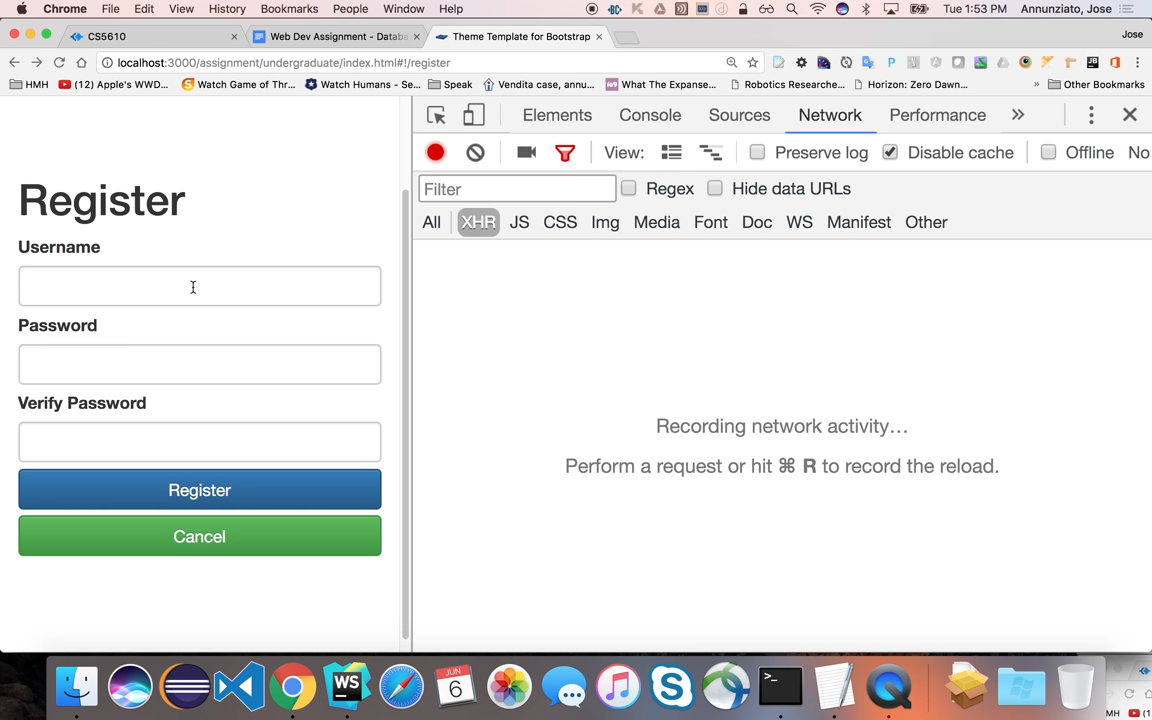 Chrome File Edit View History Bookmarks People Window Help Tue 1:53 PM Annunziato, Jose
CS5610 Web Dev Assignment - Databa Theme Template for Bootstrap Jose
localhost:3000/assignment/undergraduate/index.html#!/register
HMH (12) Apple's WWD... Watch Game of Thr... Watch Humans - Se... Speak Vendita case, annu... What The Expanse... Robotics Researche... Horizon: Zero Dawn... » Other Bookmarks
Elements Console Sources Network Performance »
View: Preserve log Disable cache Offline No
Filter Regex Hide data URLs
All XHR JS CSS Img Media Font Doc WS Manifest Other
Register
Username
Password
Verify Password
Register
Cancel
Recording network activity…
Perform a request or hit ⌘ R to record the reload.
WS
JUN
6
>_
MH (1